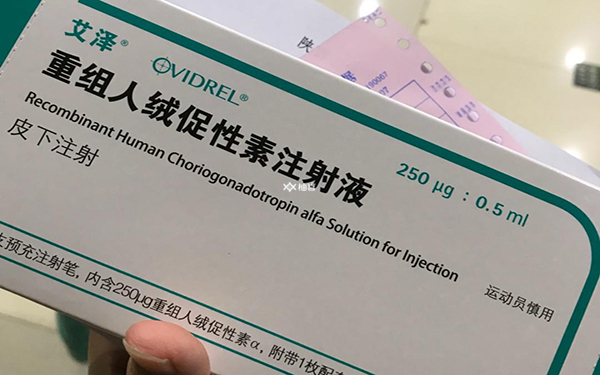 艾泽® OVIDREL®
重组人绒促性素注射液
Recombinant Human Choriogonadotropin alfa Solution for Injection
皮下注射
250 µg : 0.5 ml
运动员慎用
预充注射笔，内含250µg重组人绒促性素α，附带1枚配
陕